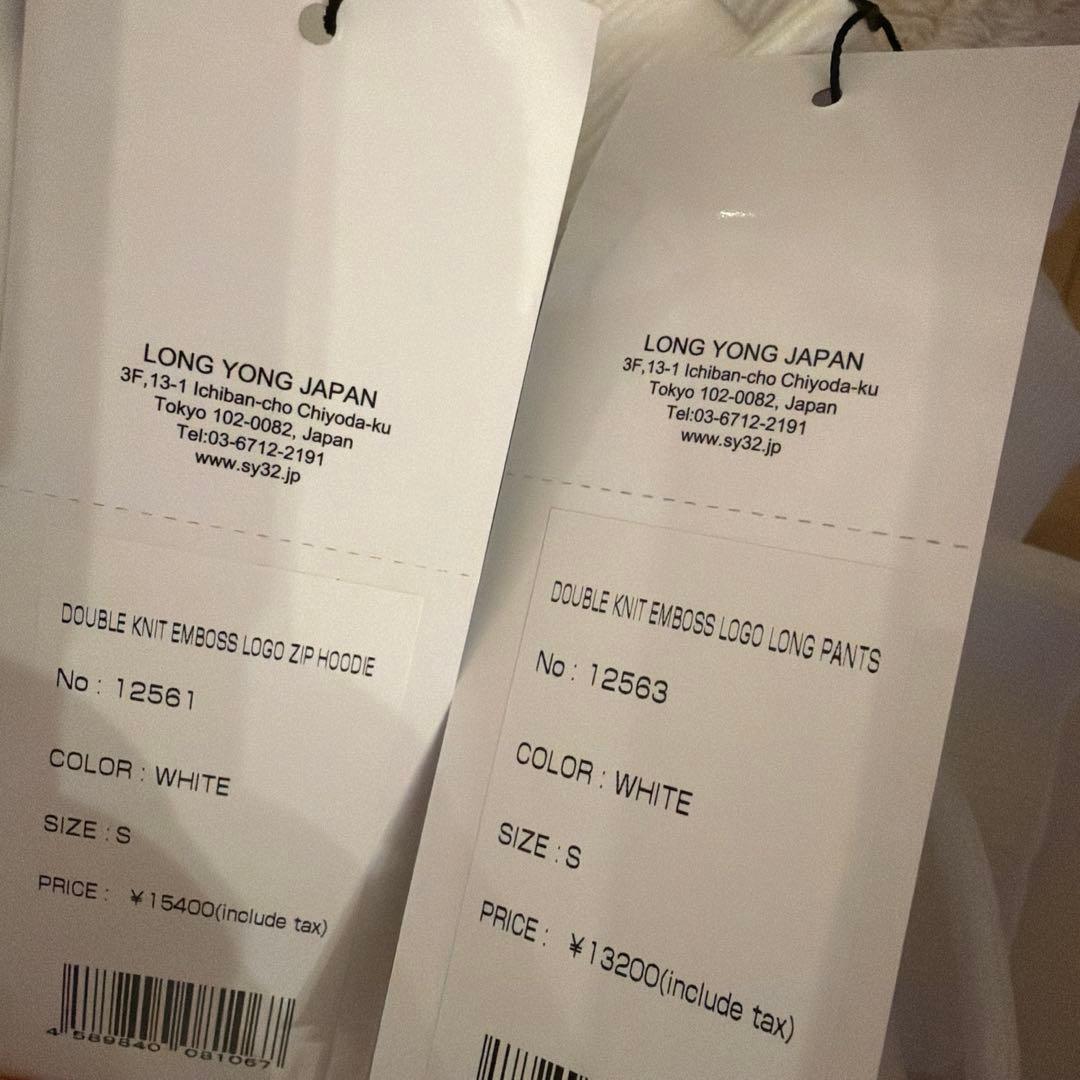 LONG YONG JAPAN
3F,13-1 Ichiban-cho Chiyoda-ku
Tokyo 102-0082, Japan
Tel:03-6712-2191
www.sy32.jp
DOUBLE KNIT EMBOSS LOGO ZIP HOODIE
No : 12561
COLOR : WHITE
SIZE : S
PRICE : ¥15400(include tax)
4 589840 081067
LONG YONG JAPAN
3F,13-1 Ichiban-cho Chiyoda-ku
Tokyo 102-0082, Japan
Tel:03-6712-2191
www.sy32.jp
DOUBLE KNIT EMBOSS LOGO LONG PANTS
No : 12563
COLOR : WHITE
SIZE : S
PRICE : ¥13200(include tax)